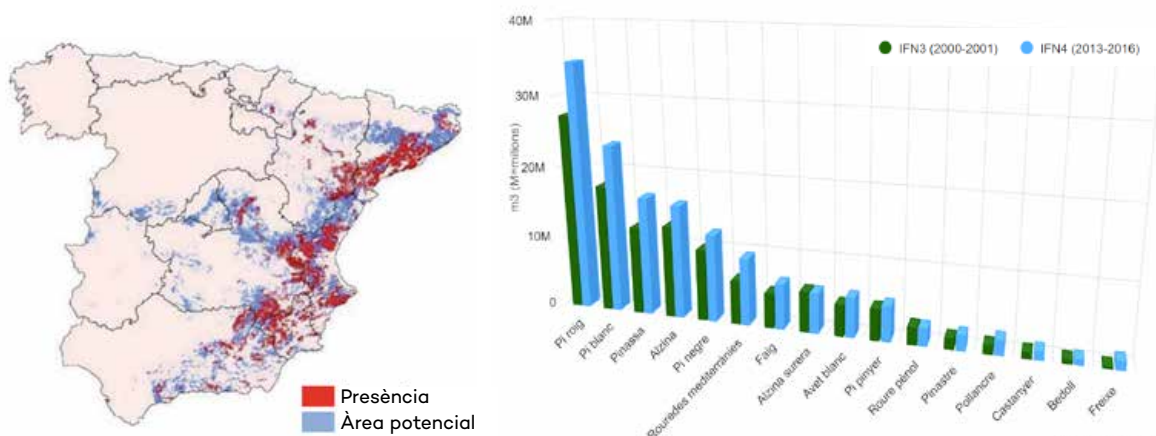 Presència
Àrea potencial
40M
30M
20M
10M
0
m3 (M=milions)
IFN3 (2000-2001)
IFN4 (2013-2016)
Pi roig
Pi blanc
Pinassa
Alzina
Pi negre
Rouredes mediterrànies
Faig
Alzina surera
Avet blanc
Pi pinyer
Roure pènol
Pinastre
Pollancre
Castanyer
Bedoll
Freixe